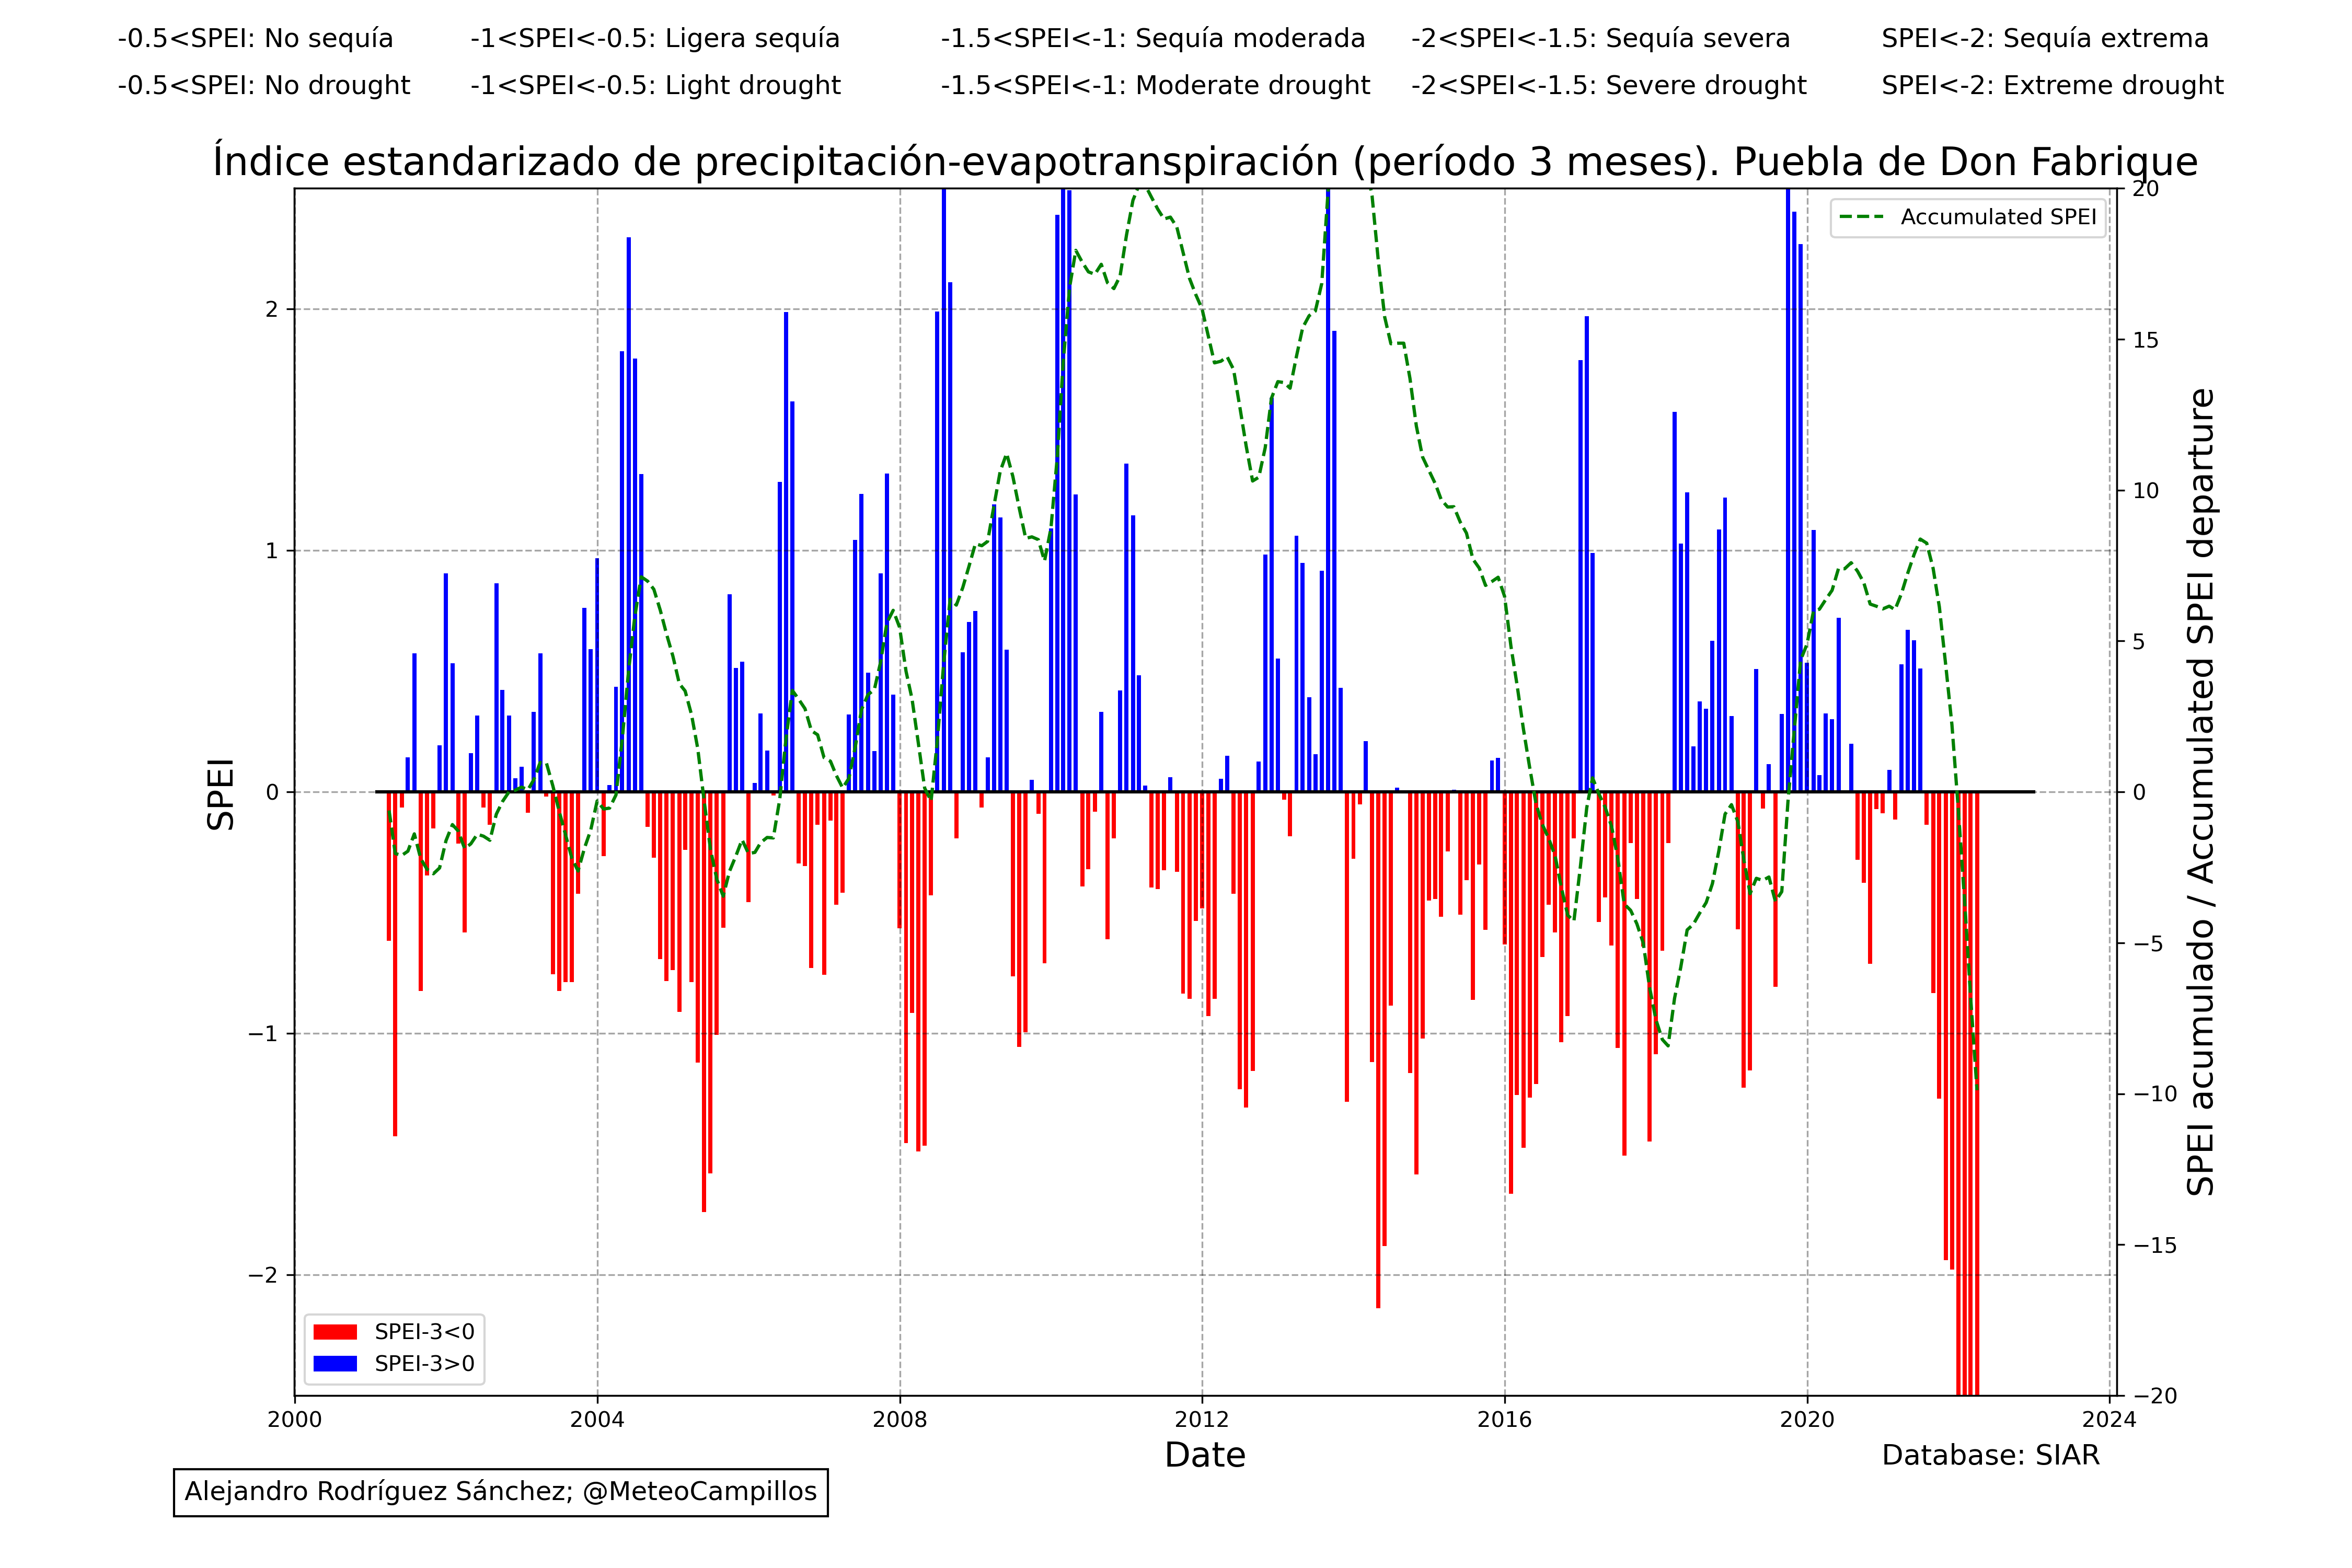 -0.5<SPEI: No sequía -1<SPEI<-0.5: Ligera sequía -1.5<SPEI<-1: Sequía moderada -2<SPEI<-1.5: Sequía severa SPEI<-2: Sequía extrema
-0.5<SPEI: No drought -1<SPEI<-0.5: Light drought -1.5<SPEI<-1: Moderate drought -2<SPEI<-1.5: Severe drought SPEI<-2: Extreme drought
Índice estandarizado de precipitación-evapotranspiración (período 3 meses). Puebla de Don Fabrique
Accumulated SPEI
SPEI
2
1
0
−1
−2
20
15
10
5
0
−5
−10
−15
−20
SPEI acumulado / Accumulated SPEI departure
SPEI-3<0
SPEI-3>0
2000 2004 2008 2012 2016 2020 2024
Date
Database: SIAR
Alejandro Rodríguez Sánchez; @MeteoCampillos